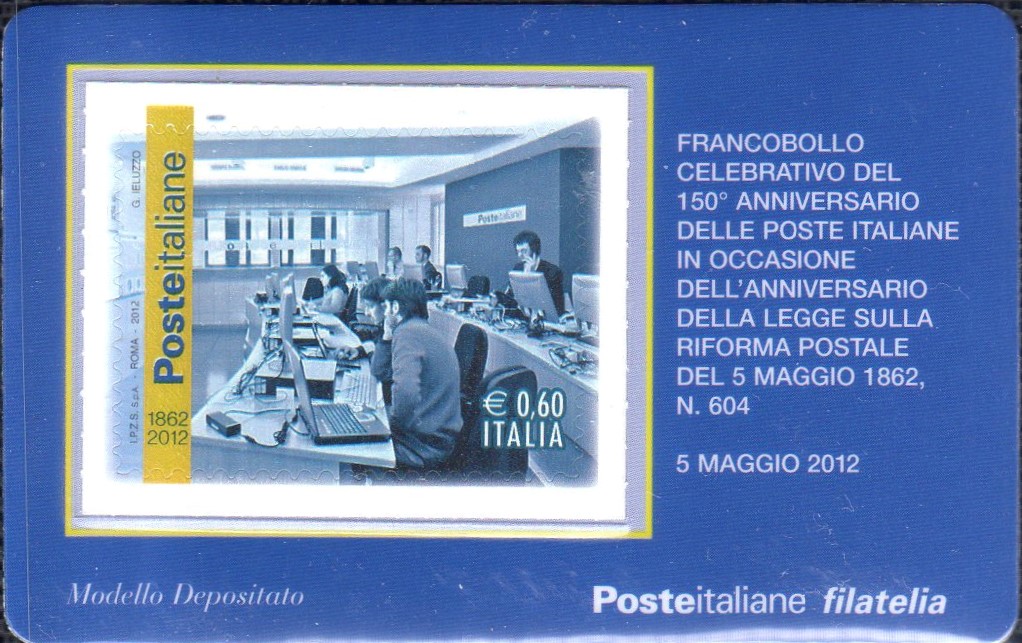 G. IELUZZO
I.P.Z.S. S.p.A. - ROMA - 2012
Posteitaliane
1862
2012
Posteitaliane
€ 0,60
ITALIA
FRANCOBOLLO
CELEBRATIVO DEL
150° ANNIVERSARIO
DELLE POSTE ITALIANE
IN OCCASIONE
DELL'ANNIVERSARIO
DELLA LEGGE SULLA
RIFORMA POSTALE
DEL 5 MAGGIO 1862,
N. 604
5 MAGGIO 2012
Modello Depositato
Posteitaliane filatelia